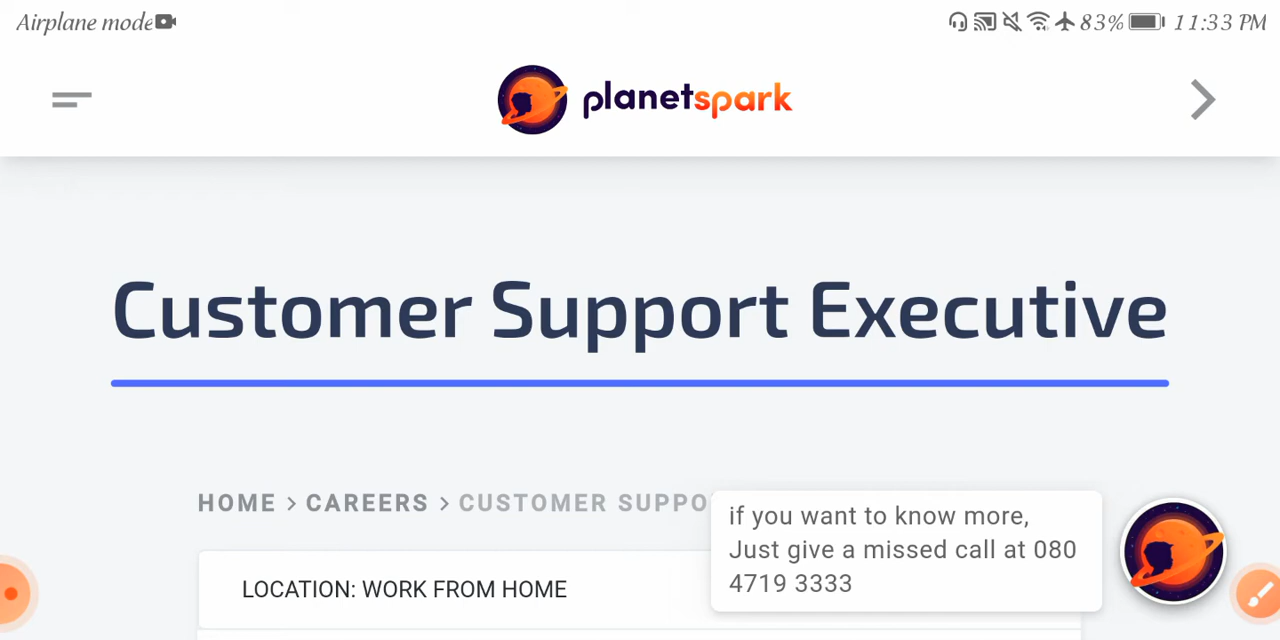 Airplane mode 83% 11:33 PM
planetspark
Customer Support Executive
HOME > CAREERS > CUSTOMER SUPPO
if you want to know more,
Just give a missed call at 080
4719 3333
LOCATION: WORK FROM HOME